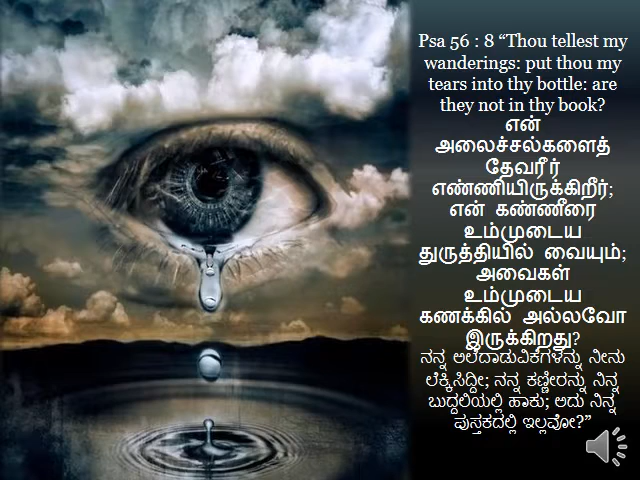 Psa 56 : 8 “Thou tellest my
wanderings: put thou my
tears into thy bottle: are
they not in thy book?
என்
அலைச்சல்களைத்
தேவரீர்
எண்ணியிருக்கிறீர்;
என் கண்ணீரை
உம்முடைய
துருத்தியில் வையும்;
அவைகள்
உம்முடைய
கணக்கில் அல்லவோ
இருக்கிறது?
ನನ್ನ ಅಲೆದಾಡುವಿಕೆಗಳನ್ನು ನೀನು
ಲೆಕ್ಕಿಸಿದ್ದೀ; ನನ್ನ ಕಣ್ಣೀರನ್ನು ನಿನ್ನ
ಬುದ್ದಲಿಯಲ್ಲಿ ಹಾಕು; ಅದು ನಿನ್ನ
ಪುಸ್ತಕದಲ್ಲಿ ಇಲ್ಲವೋ?”